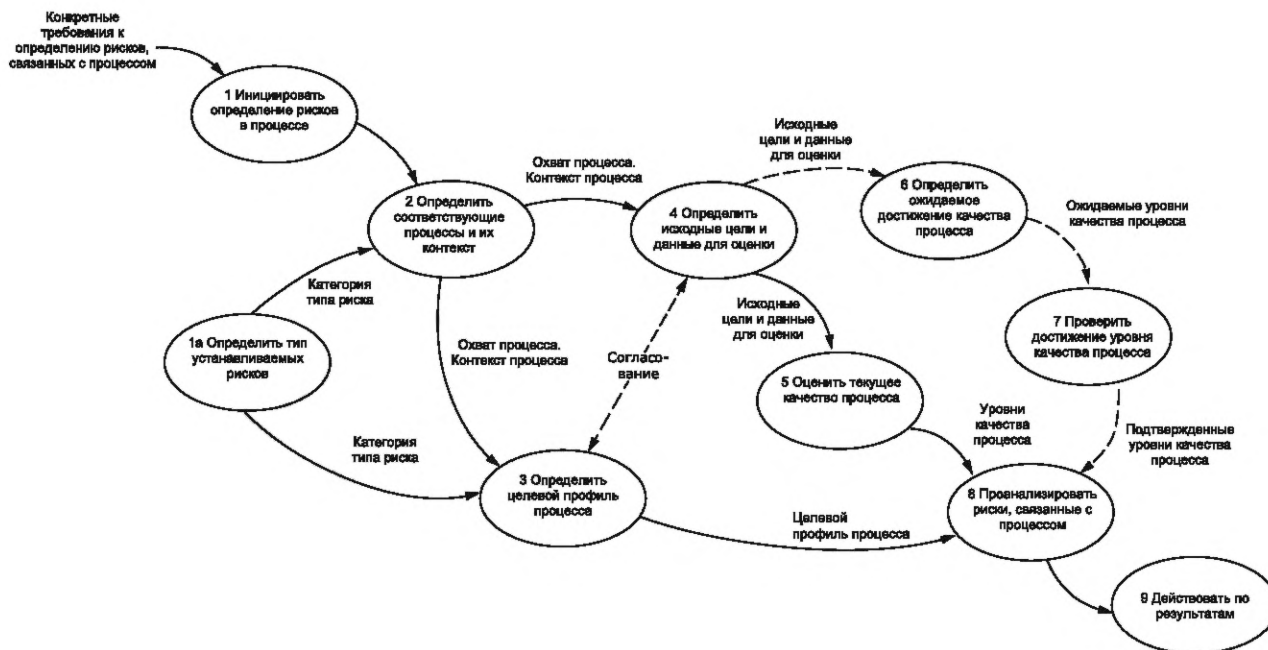 Конкретные
требования к
определению рисков,
связанных с процессом
1 Инициировать
определение рисков
в процессе
Охват процесса.
Контекст процесса
Исходные
цели и данные
для оценки
2 Определить
соответствующие
процессы и их
контекст
4 Определить
исходные цели и
данные для оценки
6 Определить
ожидаемое
достижение качества
процесса
Ожидаемые уровни
качества процесса
Категория
типа риска
1а Определить тип
устанавливаемых
рисков
Охват процесса.
Контекст процесса
Согласо-
вание
Исходные
цели и данные
для оценки
7 Проверить
достижение уровня
качества процесса
5 Оценить текущее
качество процесса
Уровни
качества
процесса
Подтвержденные
уровни качества
процесса
Категория
типа риска
3 Определить
целевой профиль
процесса
Целевой
профиль процесса
8 Проанализировать
риски, связанные с
процессом
9 Действовать по
результатам